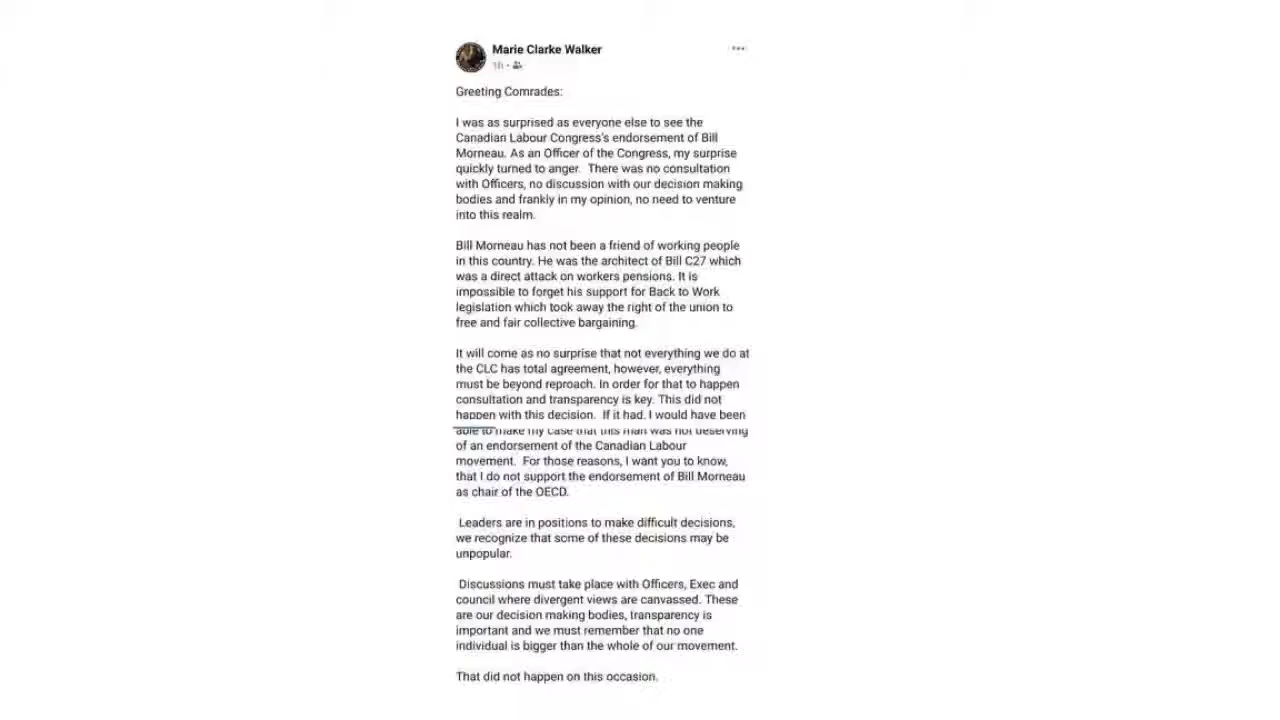 Marie Clarke Walker
1h ·
Greeting Comrades:
I was as surprised as everyone else to see the
Canadian Labour Congress's endorsement of Bill
Morneau. As an Officer of the Congress, my surprise
quickly turned to anger. There was no consultation
with Officers, no discussion with our decision making
bodies and frankly in my opinion, no need to venture
into this realm.
Bill Morneau has not been a friend of working people
in this country. He was the architect of Bill C27 which
was a direct attack on workers pensions. It is
impossible to forget his support for Back to Work
legislation which took away the right of the union to
free and fair collective bargaining.
It will come as no surprise that not everything we do at
the CLC has total agreement, however, everything
must be beyond reproach. In order for that to happen
consultation and transparency is key. This did not
happen with this decision. If it had. I would have been
able to make my case that this man was not deserving
of an endorsement of the Canadian Labour
movement. For those reasons, I want you to know,
that I do not support the endorsement of Bill Morneau
as chair of the OECD.
Leaders are in positions to make difficult decisions,
we recognize that some of these decisions may be
unpopular.
Discussions must take place with Officers, Exec and
council where divergent views are canvassed. These
are our decision making bodies, transparency is
important and we must remember that no one
individual is bigger than the whole of our movement.
That did not happen on this occasion.